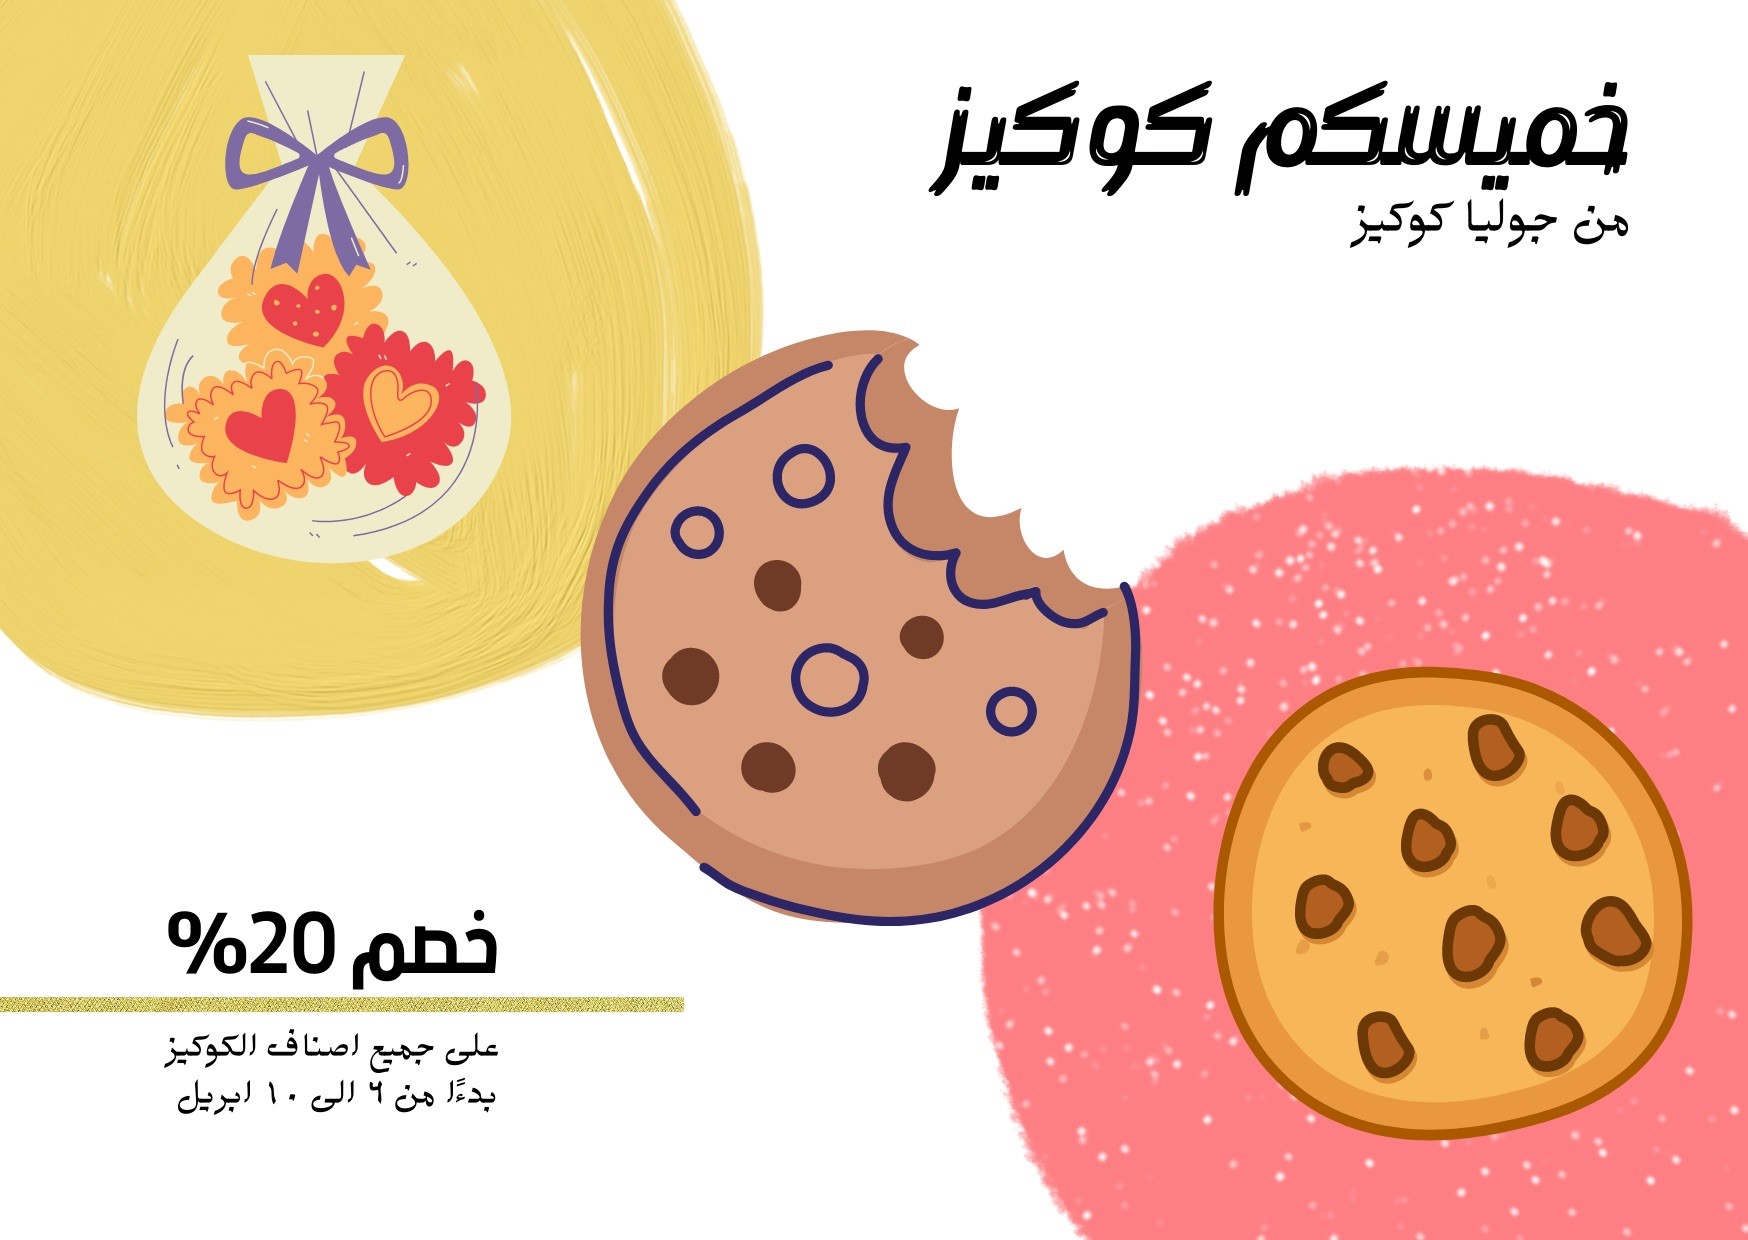 خميسكم كوكيز
من جوليا كوكيز
خصم 20%
على جميع اصناف الكوكيز
بدءًا من ٦ الى ١٠ ابريل